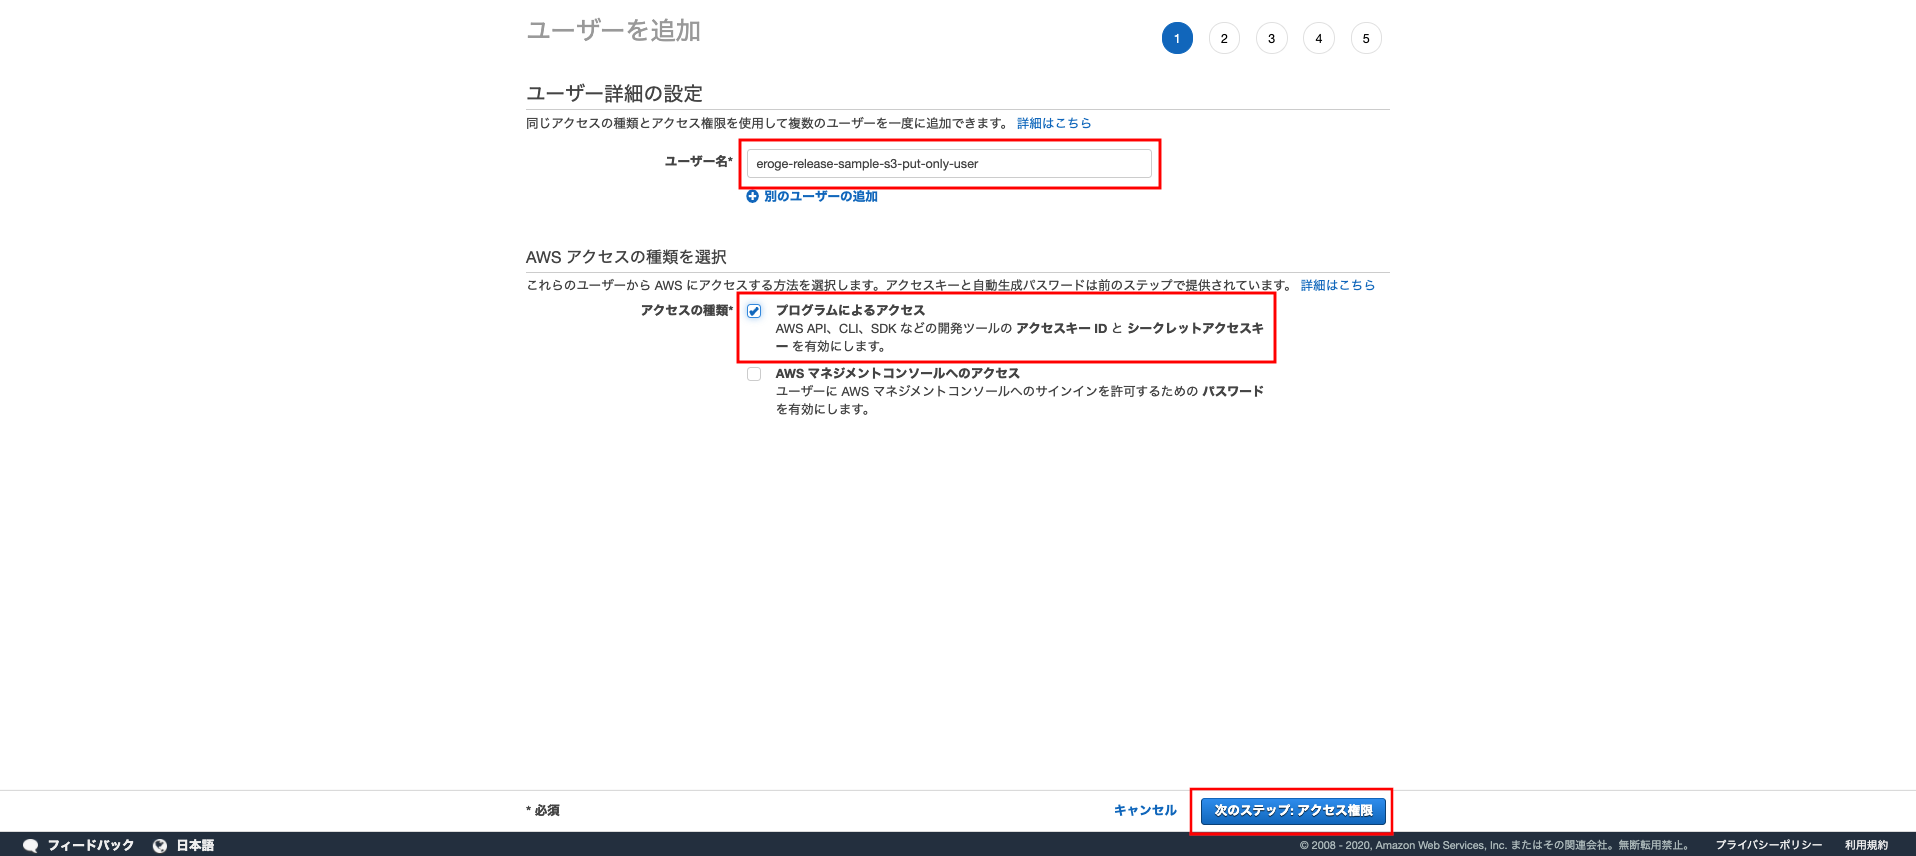 ユーザーを追加
1 2 3 4 5
ユーザー詳細の設定
同じアクセスの種類とアクセス権限を使用して複数のユーザーを一度に追加できます。 詳細はこちら
ユーザー名* eroge-release-sample-s3-put-only-user
別のユーザーの追加
AWS アクセスの種類を選択
これらのユーザーから AWS にアクセスする方法を選択します。アクセスキーと自動生成パスワードは前のステップで提供されています。 詳細はこちら
アクセスの種類* プログラムによるアクセス
AWS API、CLI、SDK などの開発ツールの アクセスキー ID と シークレットアクセスキ
ー を有効にします。
AWS マネジメントコンソールへのアクセス
ユーザーに AWS マネジメントコンソールへのサインインを許可するための パスワード
を有効にします。
* 必須 キャンセル 次のステップ: アクセス権限
フィードバック 日本語 © 2008 - 2020, Amazon Web Services, Inc. またはその関連会社。無断転用禁止。 プライバシーポリシー 利用規約